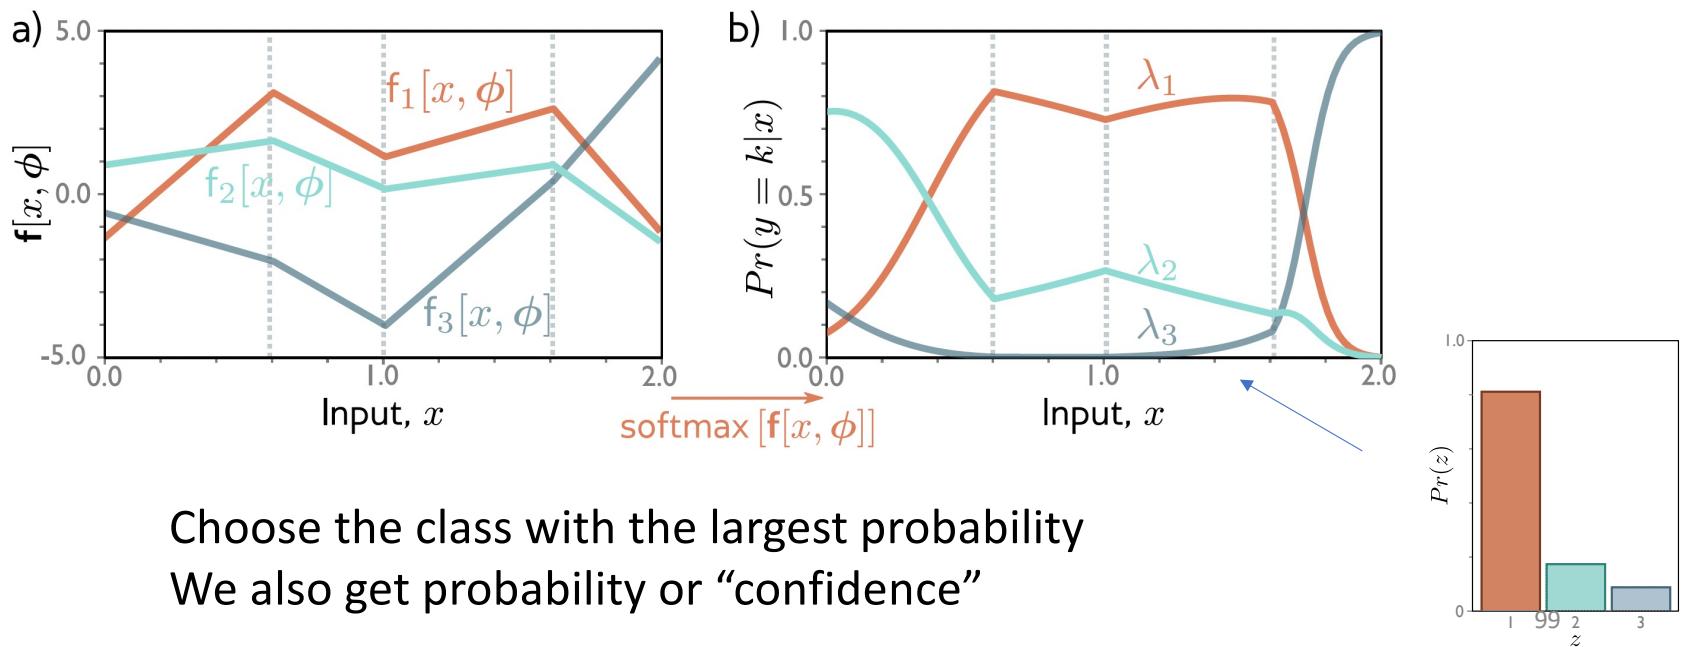 a)
5.0
0.0
-5.0
f[x, ϕ]
f₁[x, ϕ]
f₂[x, ϕ]
f₃[x, ϕ]
0.0 1.0 2.0
Input, x
softmax [f[x, ϕ]]
b)
1.0
0.5
0.0
Pr(y = k|x)
λ₁
λ₂
λ₃
0.0 1.0 2.0
Input, x
Choose the class with the largest probability
We also get probability or “confidence”
1.0
0
Pr(z)
1 2 3
z
99